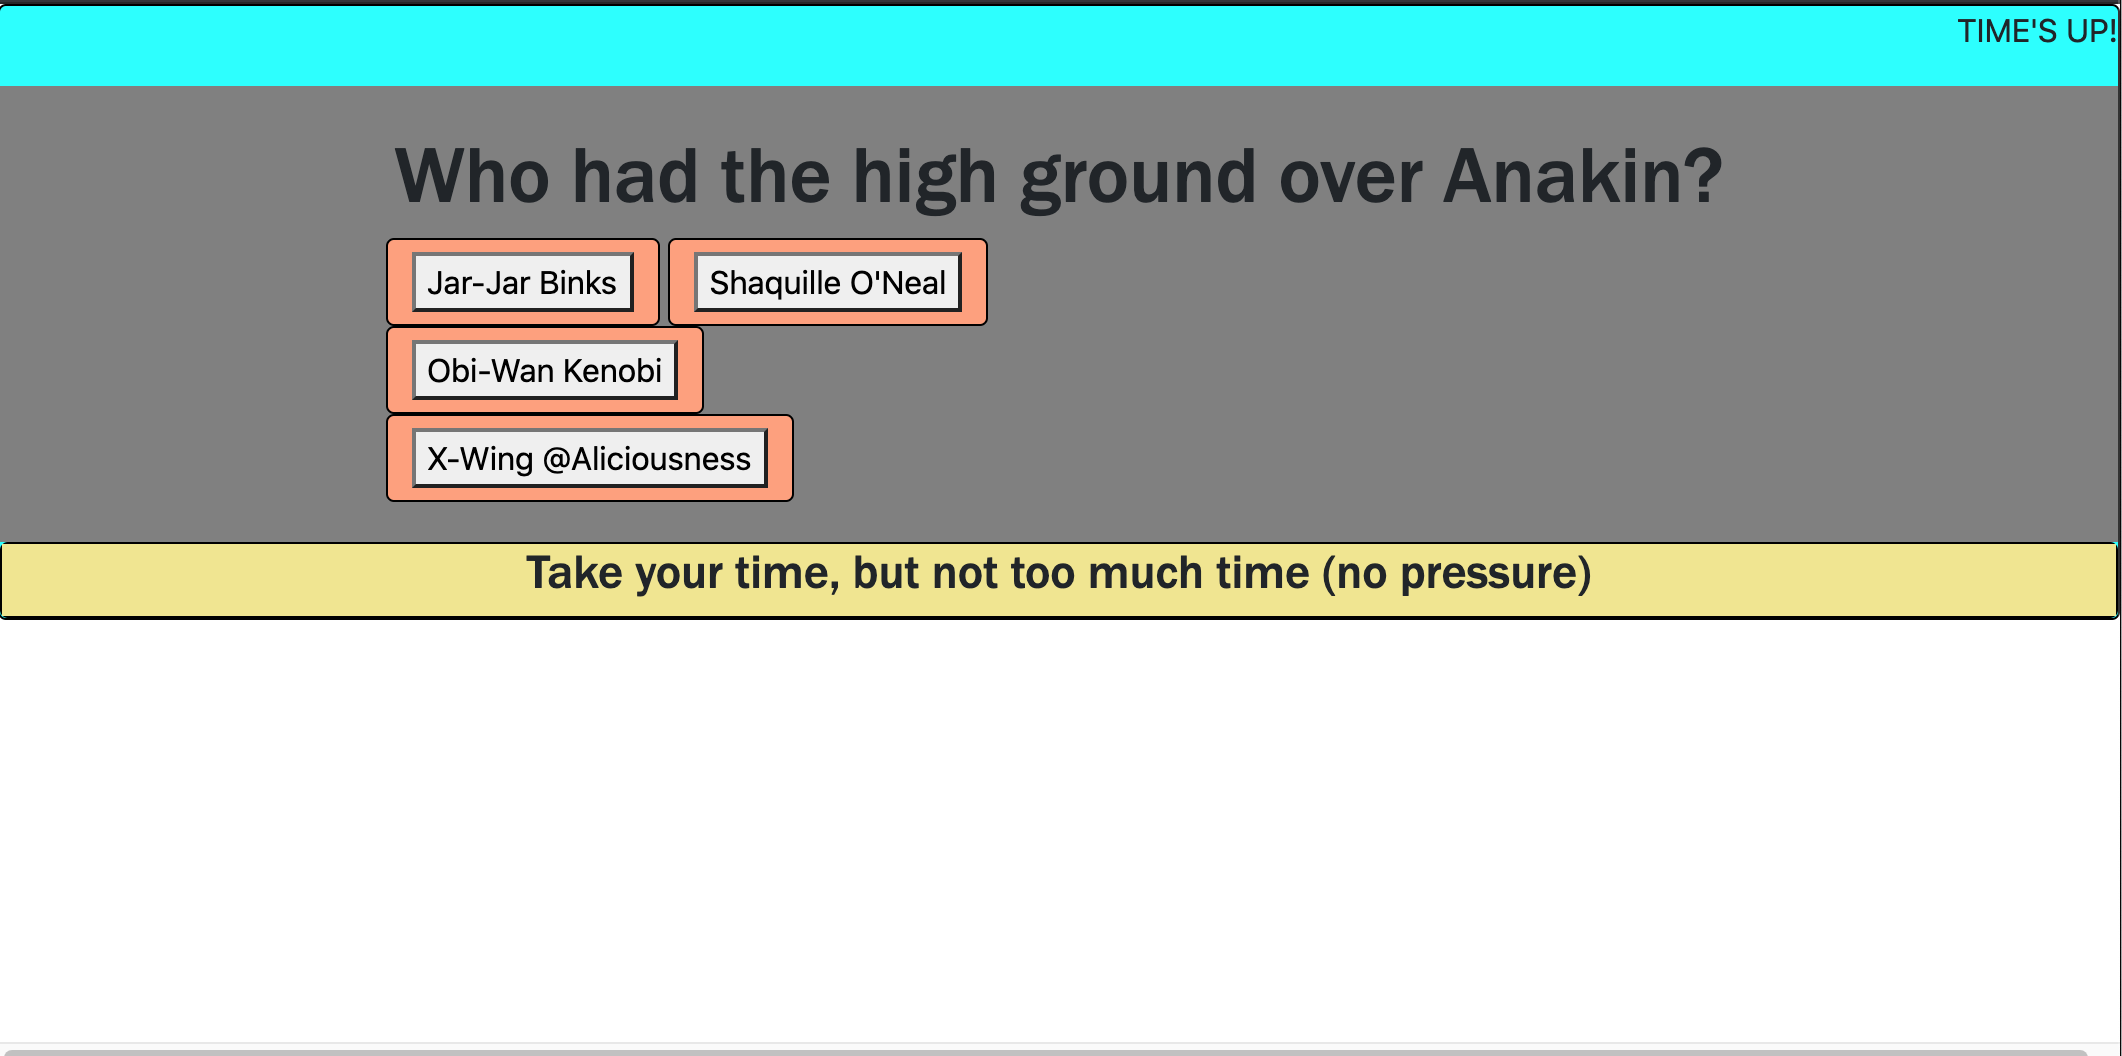 TIME'S UP!
Who had the high ground over Anakin?
Jar-Jar Binks Shaquille O'Neal
Obi-Wan Kenobi
X-Wing @Aliciousness
Take your time, but not too much time (no pressure)